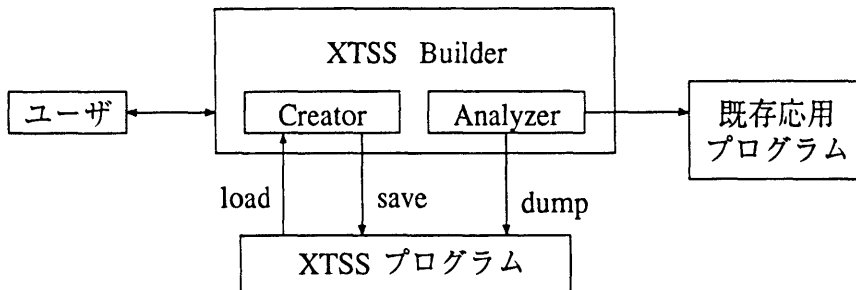 XTSS Builder
ユーザ
Creator
Analyzer
既存応用
プログラム
load
save
dump
XTSS プログラム